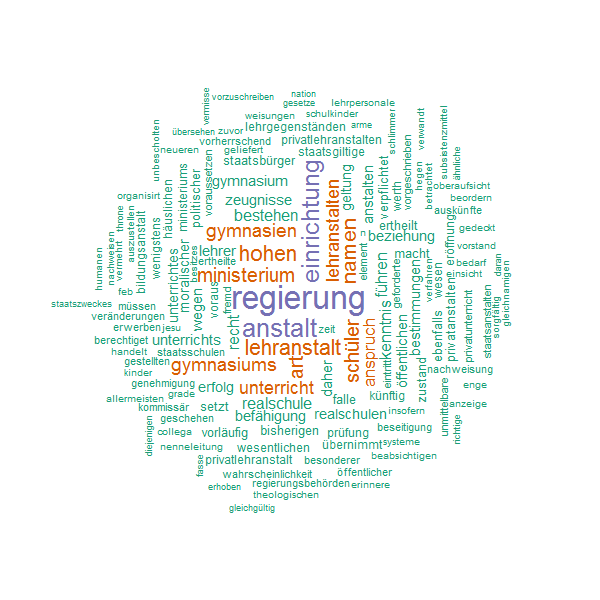 nation
vorzuschreiben
gesetze
lehrpersonale
vermisse
weisungen
schulkinder
arme
übersehen
zuvor
lehrgegenständen
schlimmer
verwandt
subsistenzmittel
unbescholten
neueren
vorherrschend
geliefert
privatlehranstalten
staatsgiltige
staatsbürger
voraussetzen
politischer
ministeriums
häuslichen
organisirt
gymnasium
zeugnisse
bestehen
einrichtung
lehranstalten
geltung
anstalten
verpflichtet
werth
vorgeschrieben
hegen
betrachtet
ähnliche
oberaufsicht
beordern
auskünfte
throne
auszustellen
bildungsanstalt
wenigstens
gymnasien
namen
n
element
ertheilt
beziehung
gedeckt
vorstand
eröffnung
humanen
nachweisen
vermehrt
unterrichtes
moralischer
lehrer
besitzes
ertheilte
hohen
ministerium
führen
macht
geforderte
verfahren
wesen
einsicht
bedarf
daran
gleichnamigen
feb
müssen
staatszweckes
veränderungen
wegen
voraus
fremd
regierung
kenntnis
bestimmungen
öffentlichen
ebenfalls
privatanstalten
privatunterricht
staatsanstalten
sorgfältig
erwerben
jesu
berechtiget
unterrichts
recht
anstalt
zeit
handelt
staatsschulen
lehranstalt
schüler
anspruch
eintritt
zustand
gestellten
kinder
gymnasiums
art
daher
nachweisung
genehmigung
grade
erfolg
unterricht
künftig
enge
allermeisten
kommissär
setzt
realschule
falle
unmittelbare
anzeige
geschehen
befähigung
realschulen
insofern
richtige
diejenigen
collega
vorläufig
bisherigen
prüfung
beseitigung
systeme
nenneleitung
wesentlichen
übernimmt
beabsichtigen
fasse
privatlehranstalt
besonderer
wahrscheinlichkeit
öffentlicher
erhoben
regierungsbehörden
erinnere
theologischen
gleichgültig